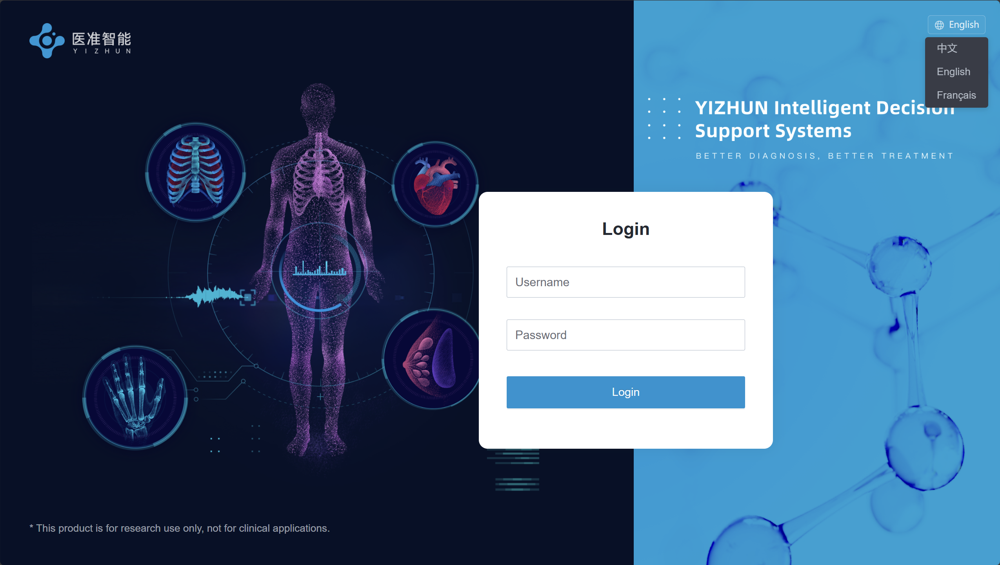 医准智能
YIZHUN
English
中文
English
Français
YIZHUN Intelligent Decision
Support Systems
BETTER DIAGNOSIS, BETTER TREATMENT
Login
Username
Password
Login
* This product is for research use only, not for clinical applications.